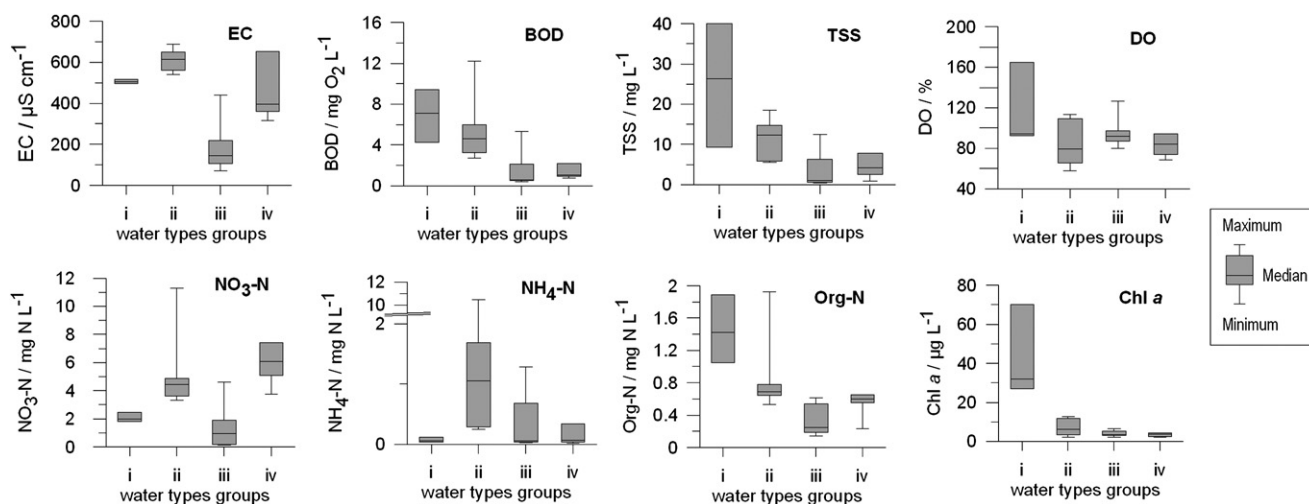 EC
EC / µS cm⁻¹
800
600
400
200
0
i ii iii iv
water types groups
BOD
BOD / mg O₂ L⁻¹
16
12
8
4
0
i ii iii iv
water types groups
TSS
TSS / mg L⁻¹
40
30
20
10
0
i ii iii iv
water types groups
DO
DO / %
200
160
120
80
40
i ii iii iv
water types groups
NO₃-N
NO₃-N / mg N L⁻¹
12
10
8
6
4
2
0
i ii iii iv
water types groups
NH₄-N
NH₄-N / mg N L⁻¹
12
10
2
0
i ii iii iv
water types groups
Org-N
Org-N / mg N L⁻¹
2
1.6
1.2
0.8
0.4
0
i ii iii iv
water types groups
Chl a
Chl a / µg L⁻¹
80
60
40
20
0
i ii iii iv
water types groups
Maximum
Median
Minimum